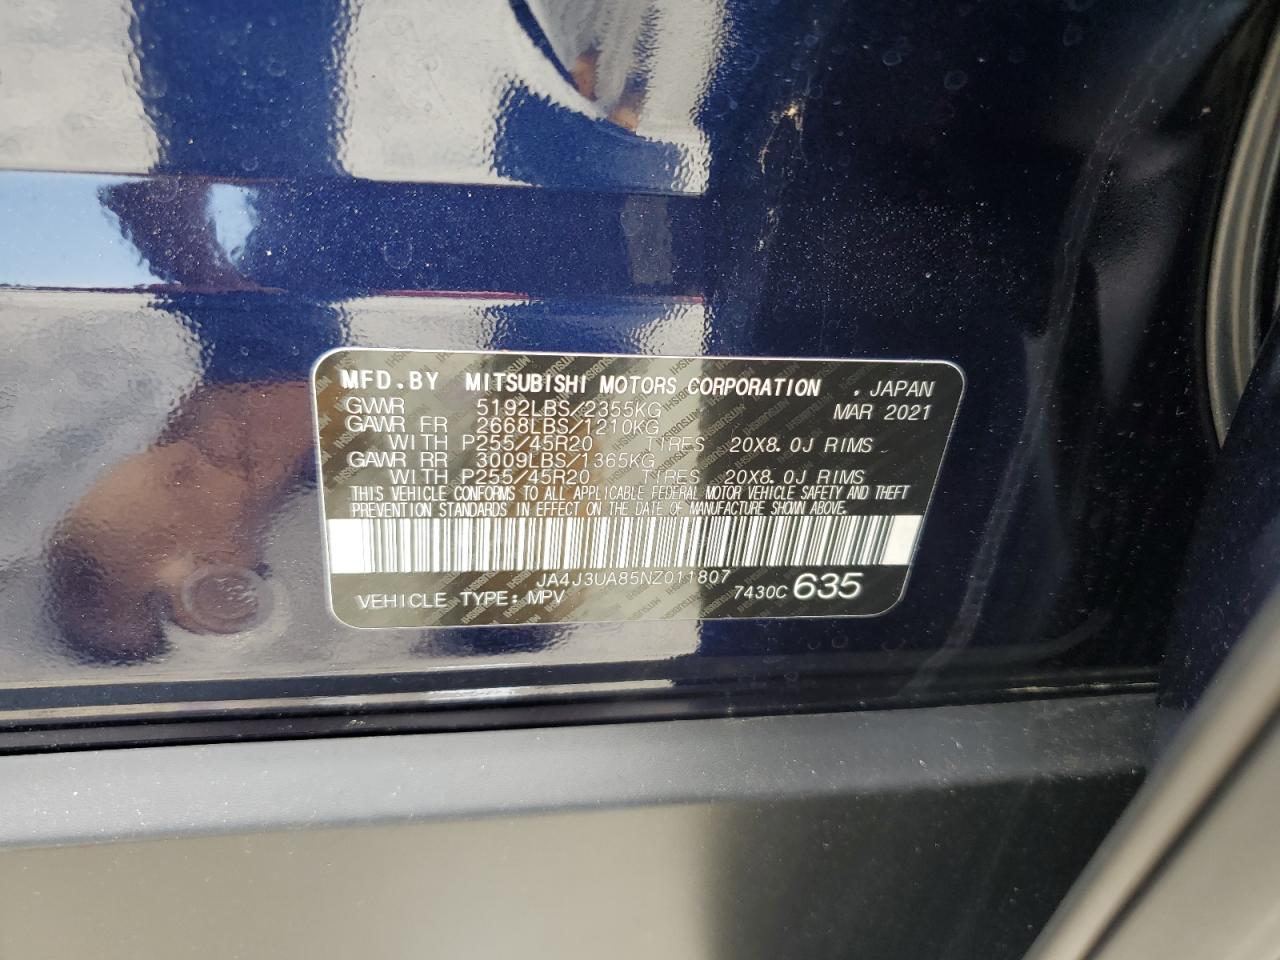 MFD.BY MITSUBISHI MOTORS CORPORATION . JAPAN
GVWR 5192LBS/2355KG MAR 2021
GAWR FR 2668LBS/1210KG
WITH P255/45R20 TIRES 20X8.0J RIMS
GAWR RR 3009LBS/1365KG
WITH P255/45R20 TIRES 20X8.0J RIMS
THIS VEHICLE CONFORMS TO ALL APPLICABLE FEDERAL MOTOR VEHICLE SAFETY AND THEFT
PREVENTION STANDARDS IN EFFECT ON THE DATE OF MANUFACTURE SHOWN ABOVE.
JA4J3UA85NZ011807
VEHICLE TYPE: MPV 7430C 635